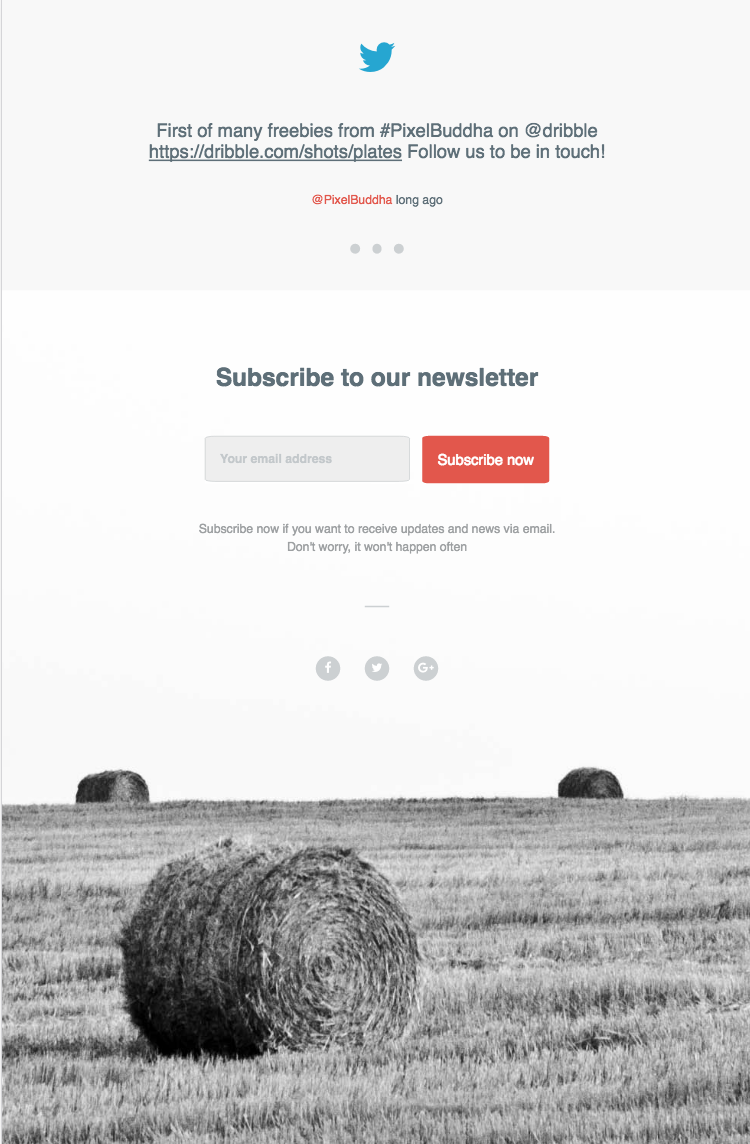 First of many freebies from #PixelBuddha on @dribble
https://dribble.com/shots/plates Follow us to be in touch!
@PixelBuddha long ago
Subscribe to our newsletter
Your email address
Subscribe now
Subscribe now if you want to receive updates and news via email.
Don't worry, it won't happen often